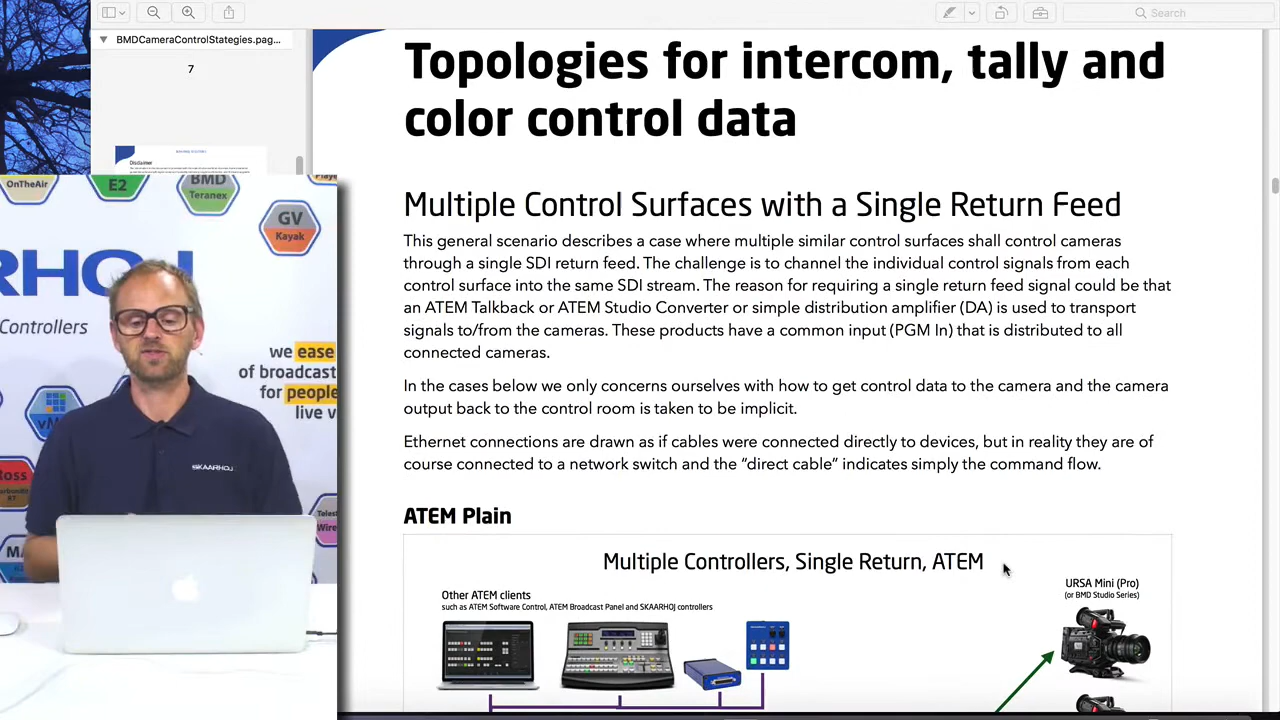 Search
BMDCameraControlStategies.pag...
7
Disclaimer
Topologies for intercom, tally and
color control data
Multiple Control Surfaces with a Single Return Feed
This general scenario describes a case where multiple similar control surfaces shall control cameras
through a single SDI return feed. The challenge is to channel the individual control signals from each
control surface into the same SDI stream. The reason for requiring a single return feed signal could be that
an ATEM Talkback or ATEM Studio Converter or simple distribution amplifier (DA) is used to transport
signals to/from the cameras. These products have a common input (PGM In) that is distributed to all
connected cameras.
In the cases below we only concerns ourselves with how to get control data to the camera and the camera
output back to the control room is taken to be implicit.
Ethernet connections are drawn as if cables were connected directly to devices, but in reality they are of
course connected to a network switch and the “direct cable” indicates simply the command flow.
ATEM Plain
Multiple Controllers, Single Return, ATEM
Other ATEM clients
such as ATEM Software Control, ATEM Broadcast Panel and SKAARHOJ controllers
URSA Mini (Pro)
(or BMD Studio Series)
OnTheAir
E2
BMD
Teranex
GV
Kayak
RHOJ
Controllers
we ease
of broadcast
for people
live v
vM
Ross
MA
Telest
Wire
SKAARHOJ